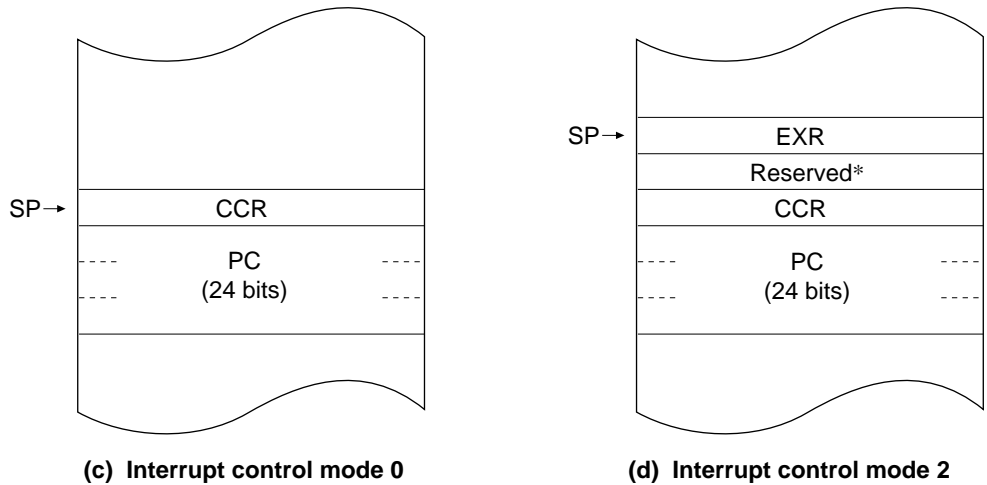 SP→
CCR
PC
(24 bits)
(c) Interrupt control mode 0
SP→
EXR
Reserved*
CCR
PC
(24 bits)
(d) Interrupt control mode 2